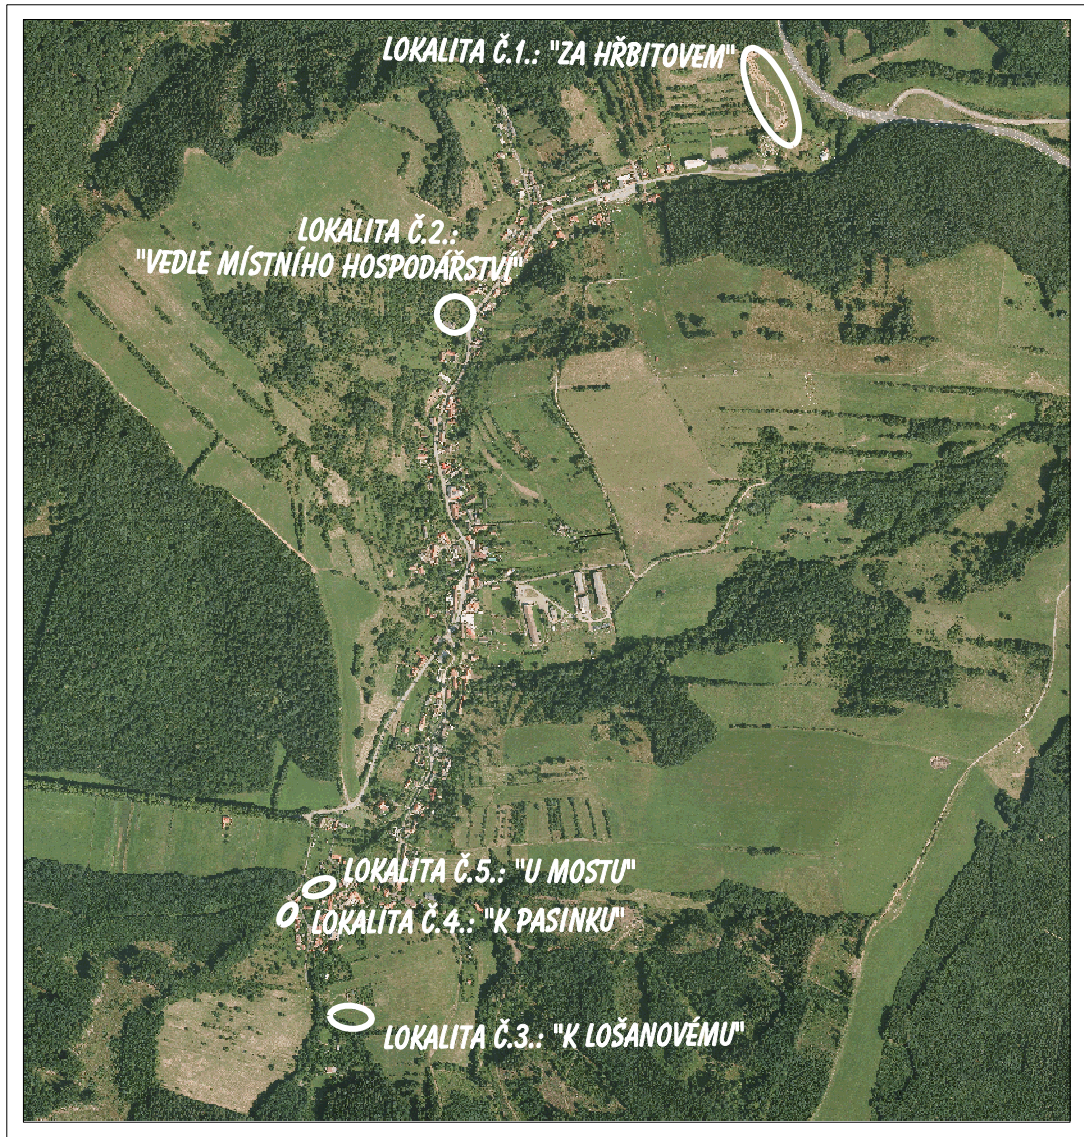 LOKALITA Č.1.: "ZA HŘBITOVEM"
LOKALITA Č.2.:
"VEDLE MÍSTNÍHO HOSPODÁŘSTVÍ"
LOKALITA Č.5.: "U MOSTU"
LOKALITA Č.4.: "K PASINKU"
LOKALITA Č.3.: "K LOŠANOVÉMU"